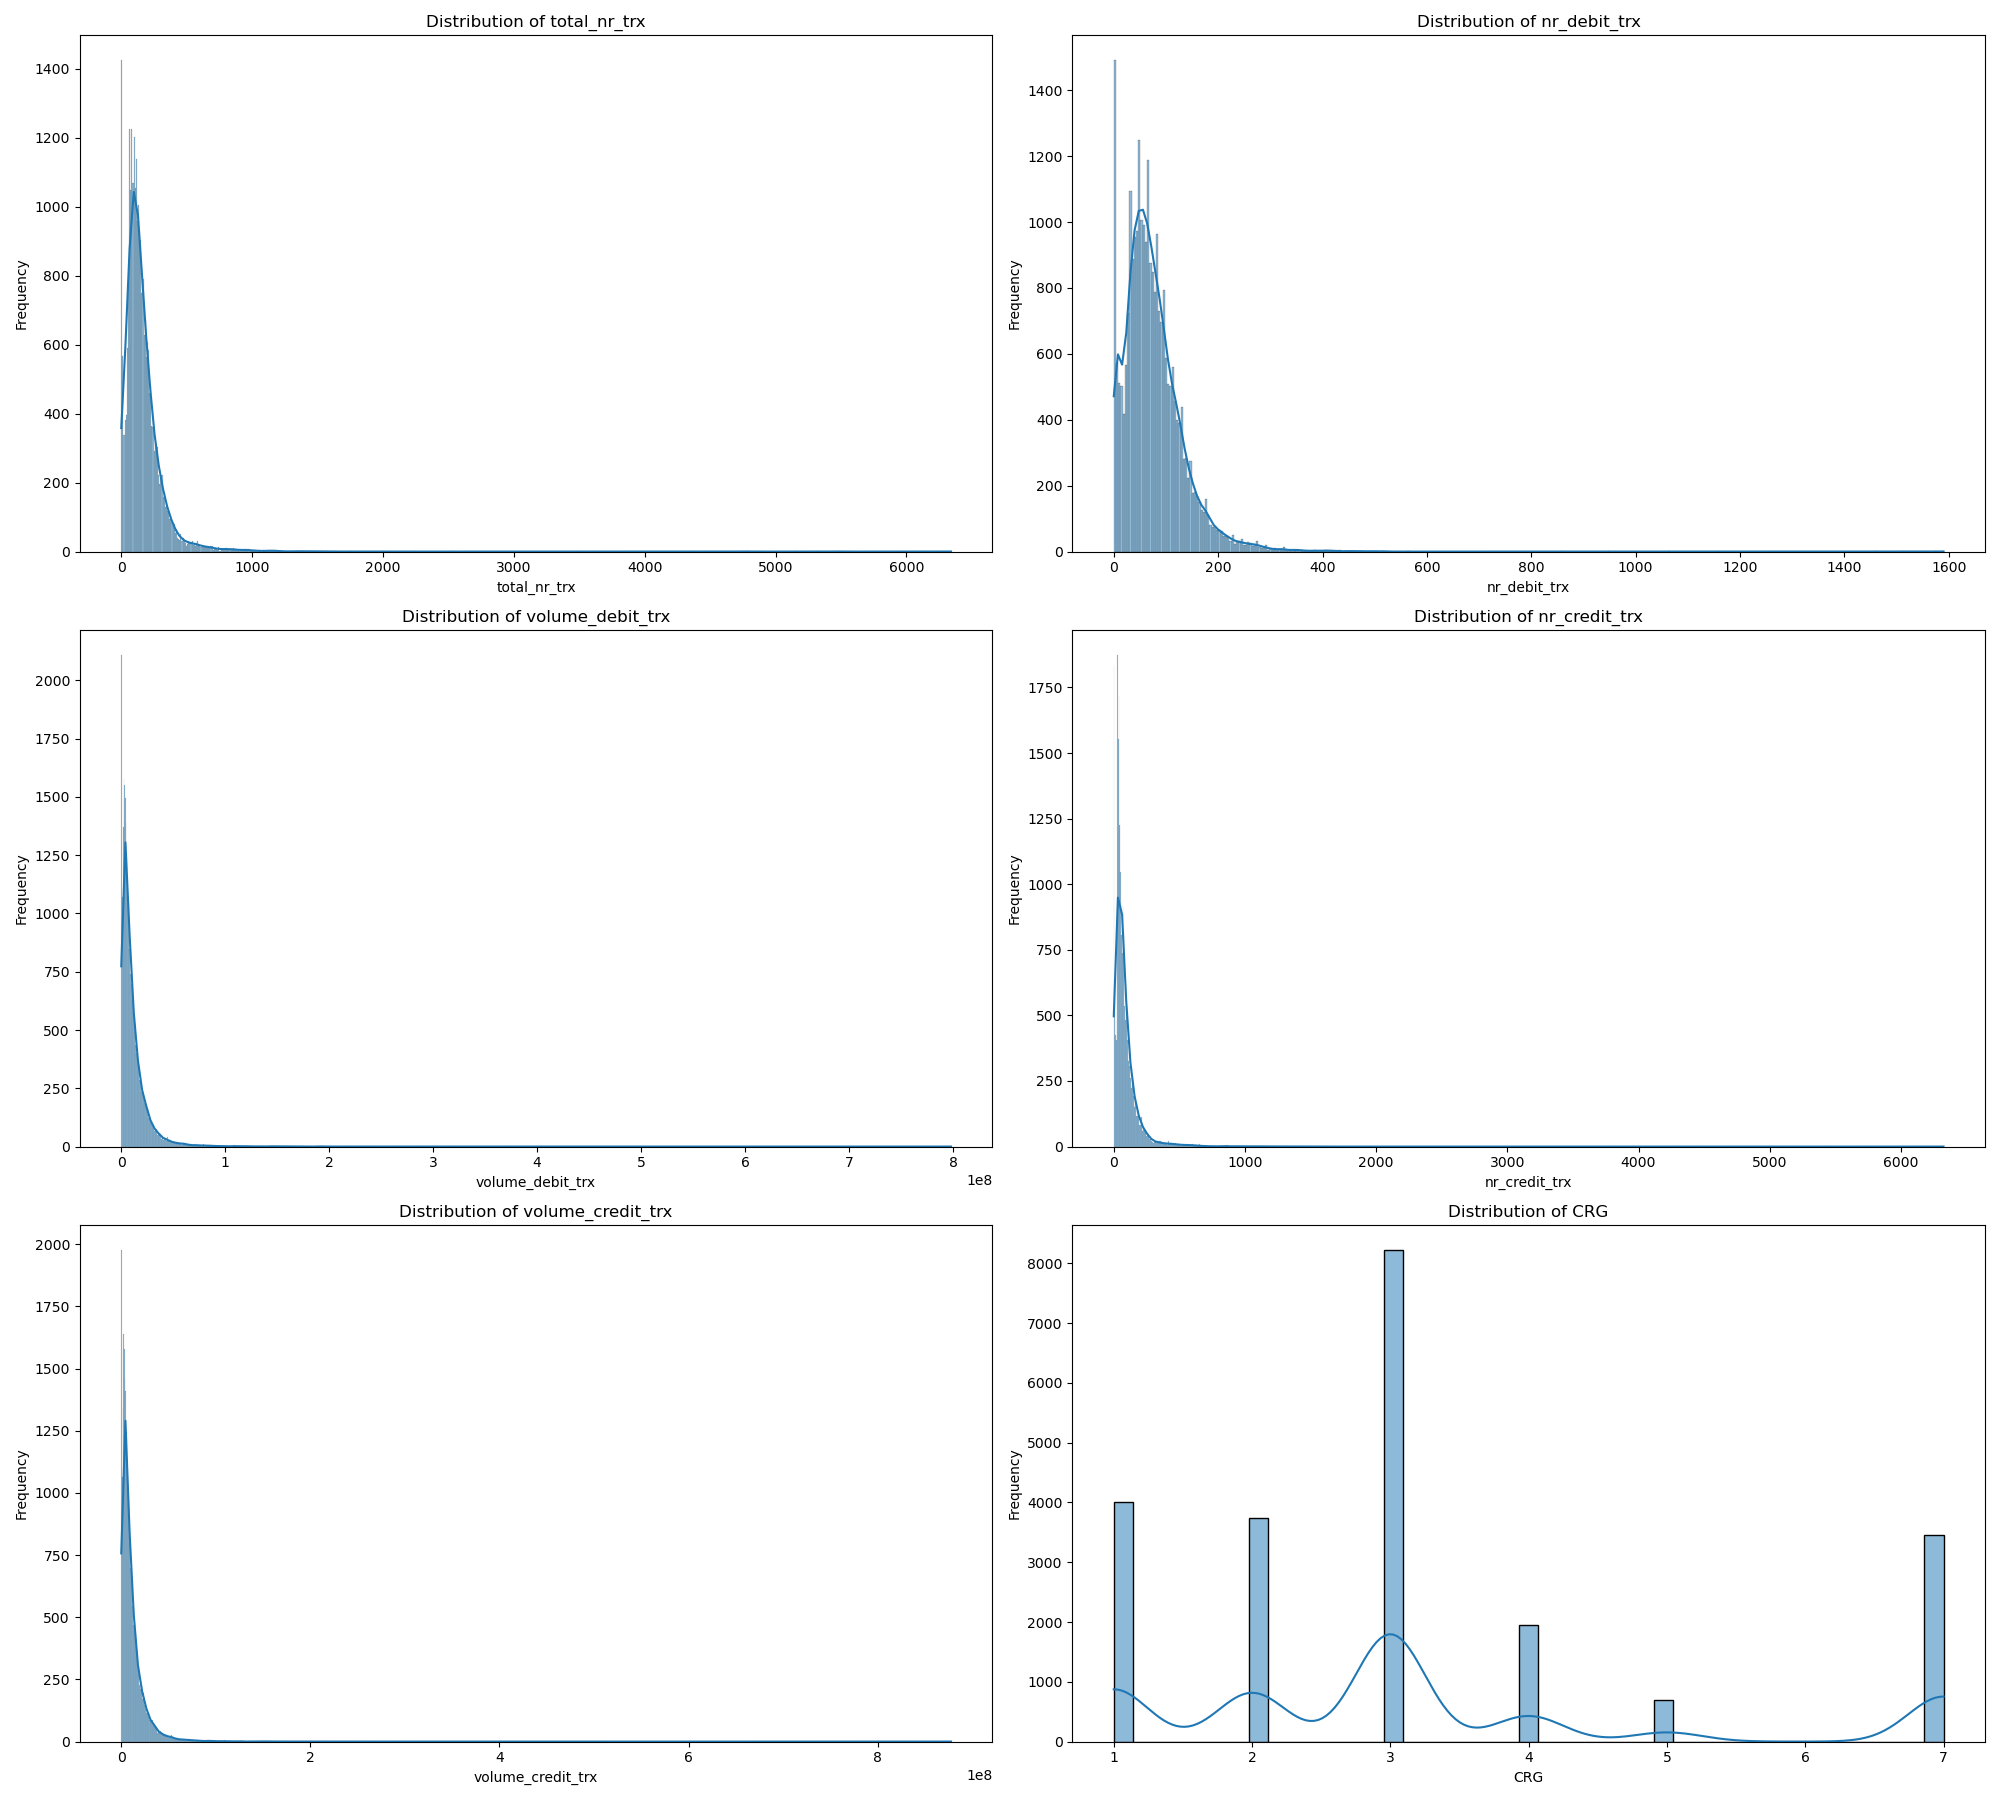 Distribution of total_nr_trx
Frequency
1400
1200
1000
800
600
400
200
0
0 1000 2000 3000 4000 5000 6000
total_nr_trx
Distribution of nr_debit_trx
Frequency
1400
1200
1000
800
600
400
200
0
0 200 400 600 800 1000 1200 1400 1600
nr_debit_trx
Distribution of volume_debit_trx
Frequency
2000
1750
1500
1250
1000
750
500
250
0
0 1 2 3 4 5 6 7 8
1e8
volume_debit_trx
Distribution of nr_credit_trx
Frequency
1750
1500
1250
1000
750
500
250
0
0 1000 2000 3000 4000 5000 6000
nr_credit_trx
Distribution of volume_credit_trx
Frequency
2000
1750
1500
1250
1000
750
500
250
0
0 2 4 6 8
1e8
volume_credit_trx
Distribution of CRG
Frequency
8000
7000
6000
5000
4000
3000
2000
1000
0
1 2 3 4 5 6 7
CRG